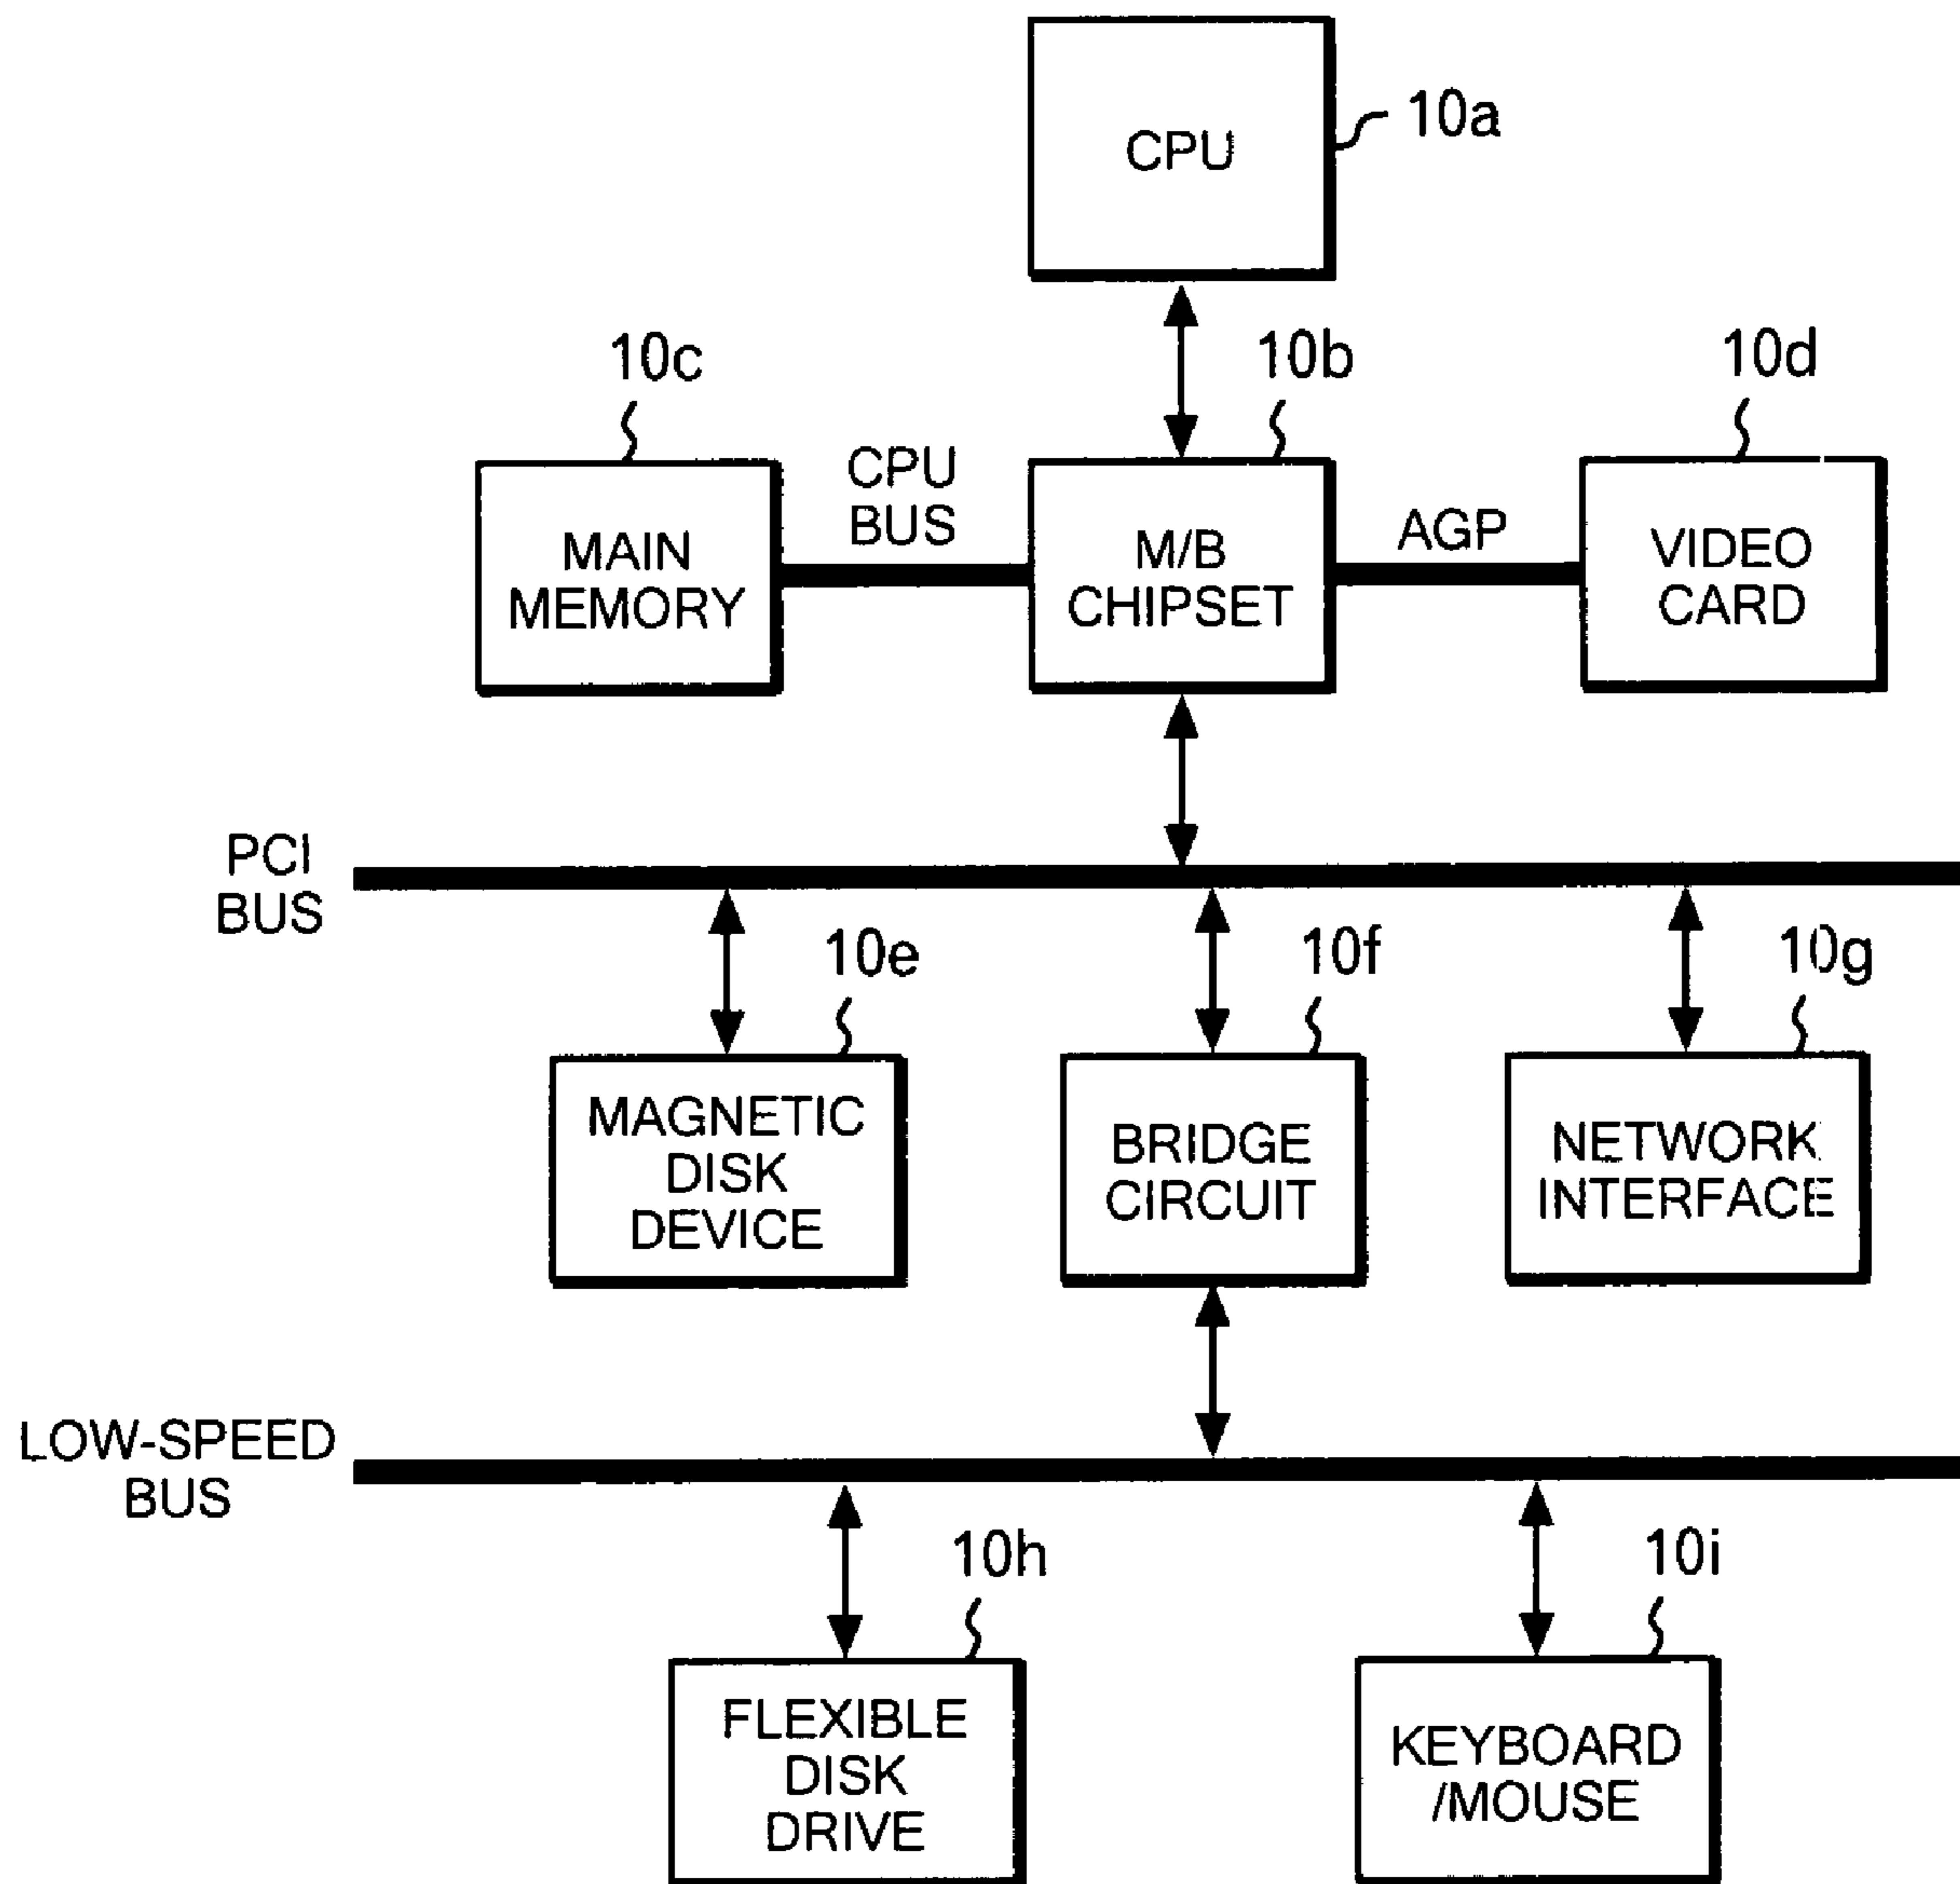 CPU
10a
10c
10b
10d
CPU
BUS
AGP
MAIN
MEMORY
M/B
CHIPSET
VIDEO
CARD
PCI
BUS
10e
10f
10g
MAGNETIC
DISK
DEVICE
BRIDGE
CIRCUIT
NETWORK
INTERFACE
LOW-SPEED
BUS
10h
10i
FLEXIBLE
DISK
DRIVE
KEYBOARD
/MOUSE